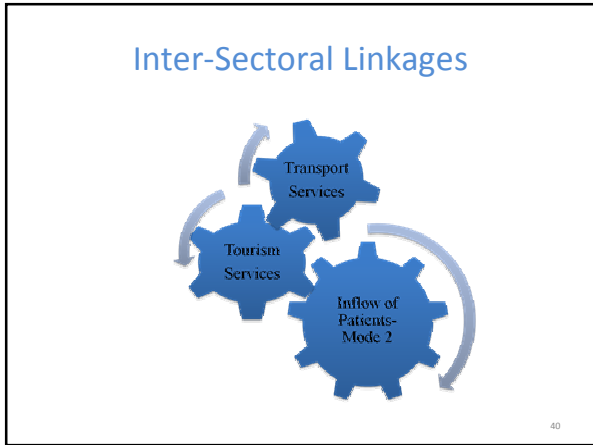 Inter-Sectoral Linkages
Transport
Services
Tourism
Services
Inflow of
Patients-
Mode 2
40